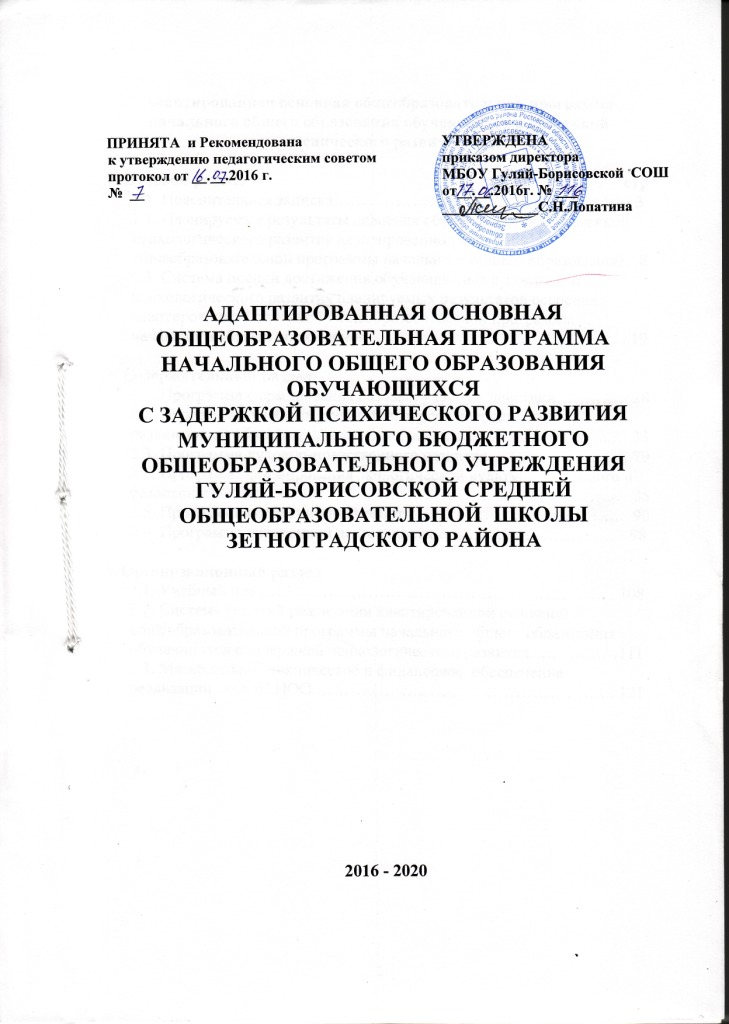 ПРИНЯТА и Рекомендована
к утверждению педагогическим советом
протокол от 16.07.2016 г.
№ 7
УТВЕРЖДЕНА
приказом директора
МБОУ Гуляй-Борисовской СОШ
от 17. .2016г. № 116
С.Н.Лопатина
АДАПТИРОВАННАЯ ОСНОВНАЯ
ОБЩЕОБРАЗОВАТЕЛЬНАЯ ПРОГРАММА
НАЧАЛЬНОГО ОБЩЕГО ОБРАЗОВАНИЯ
ОБУЧАЮЩИХСЯ
С ЗАДЕРЖКОЙ ПСИХИЧЕСКОГО РАЗВИТИЯ
МУНИЦИПАЛЬНОГО БЮДЖЕТНОГО
ОБЩЕОБРАЗОВАТЕЛЬНОГО УЧРЕЖДЕНИЯ
ГУЛЯЙ-БОРИСОВСКОЙ СРЕДНЕЙ
ОБЩЕОБРАЗОВАТЕЛЬНОЙ ШКОЛЫ
ЗЕГНОГРАДСКОГО РАЙОНА
2016 - 2020